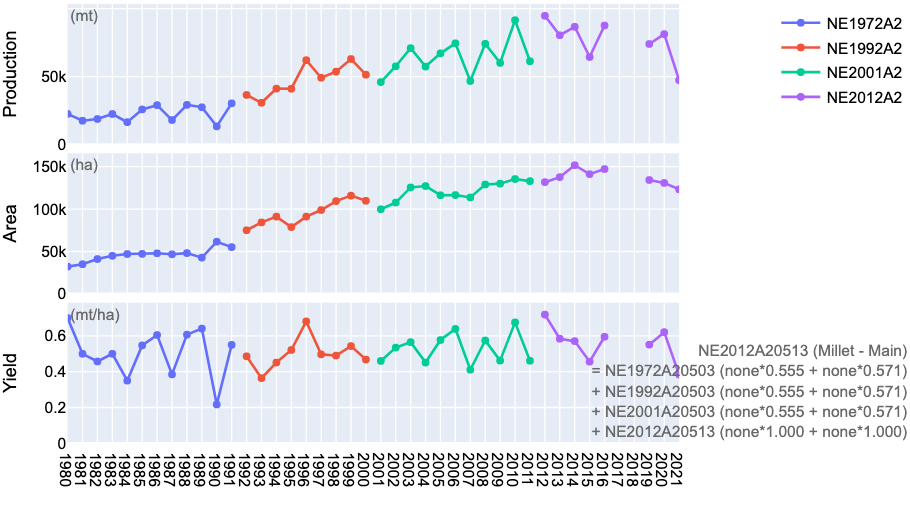 (mt)
Production
50k
0
NE1972A2
NE1992A2
NE2001A2
NE2012A2
(ha)
Area
150k
100k
50k
0
(mt/ha)
Yield
0.6
0.4
0.2
0
NE2012A20513 (Millet - Main)
= NE1972A20503 (none*0.555 + none*0.571)
+ NE1992A20503 (none*0.555 + none*0.571)
+ NE2001A20503 (none*0.555 + none*0.571)
+ NE2012A20513 (none*1.000 + none*1.000)
1980
1981
1982
1983
1984
1985
1986
1987
1988
1989
1990
1991
1992
1993
1994
1995
1996
1997
1998
1999
2000
2001
2002
2003
2004
2005
2006
2007
2008
2009
2010
2011
2012
2013
2014
2015
2016
2018
2019
2020
2021